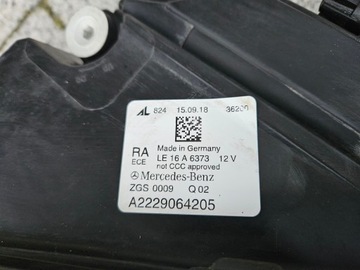 AL 824 15.09.18 36230
Made in Germany
RA LE 16 A 6373 12 V
ECE not CCC approved
Mercedes-Benz
ZGS 0009 Q 02
A2229064205